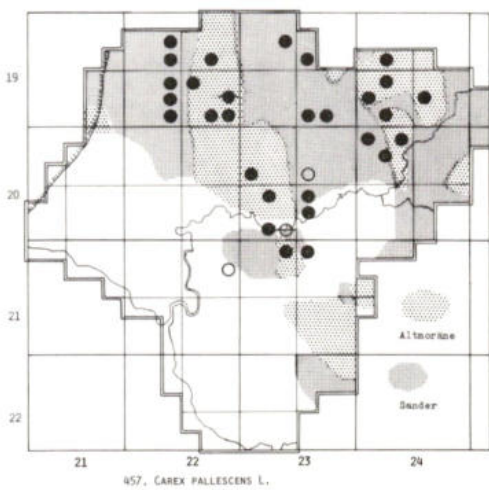 19
20
21
Altmoräne
Sander
22
21 22 23 24
457. CAREX PALLESCENS L.